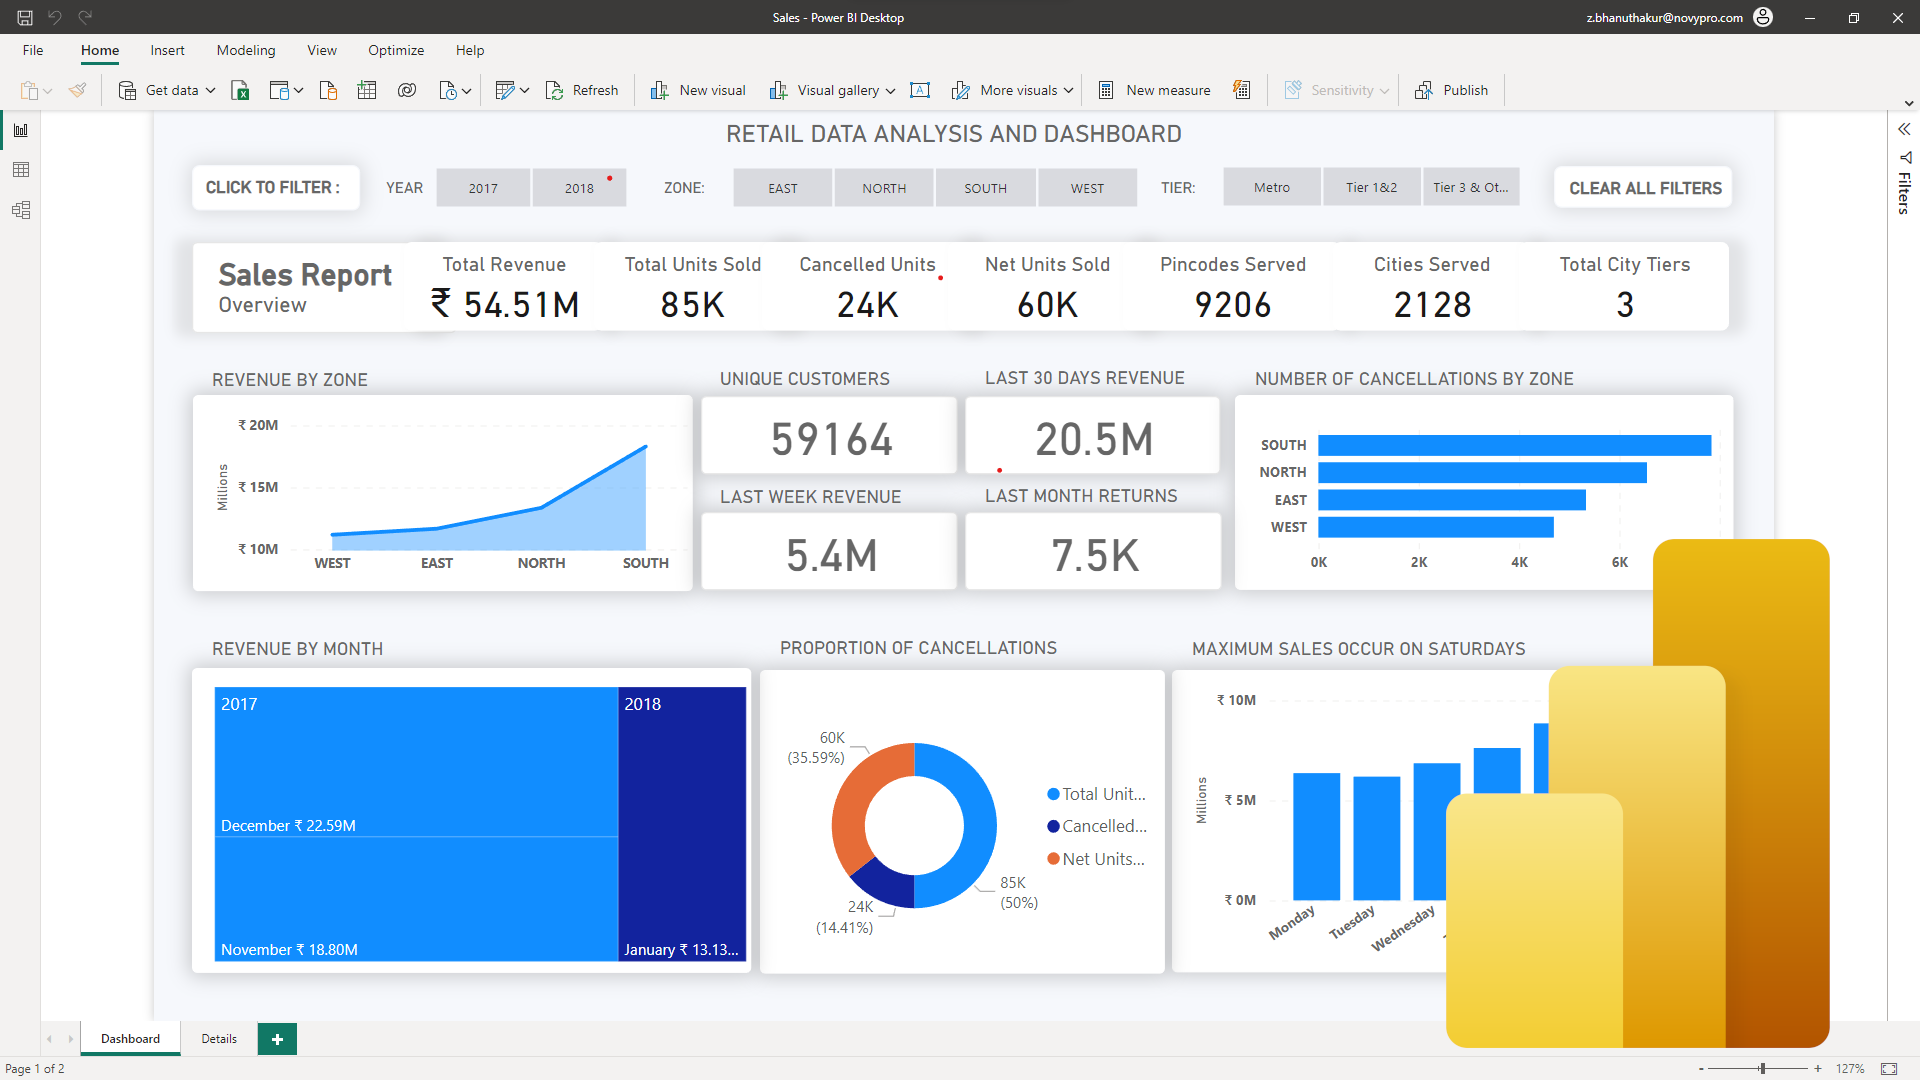 Sales - Power BI Desktop
z.bhanuthakur@novypro.com
File Home Insert Modeling View Optimize Help
Get data Refresh New visual Visual gallery More visuals New measure Sensitivity Publish
RETAIL DATA ANALYSIS AND DASHBOARD
CLICK TO FILTER :
YEAR 2017 2018
ZONE: EAST NORTH SOUTH WEST
TIER: Metro Tier 1&2 Tier 3 & Ot...
CLEAR ALL FILTERS
Filters
Sales Report
Overview
Total Revenue
₹ 54.51M
Total Units Sold
85K
Cancelled Units
24K
Net Units Sold
60K
Pincodes Served
9206
Cities Served
2128
Total City Tiers
3
REVENUE BY ZONE
Millions
₹ 20M
₹ 15M
₹ 10M
WEST EAST NORTH SOUTH
UNIQUE CUSTOMERS
59164
LAST 30 DAYS REVENUE
20.5M
LAST WEEK REVENUE
5.4M
LAST MONTH RETURNS
7.5K
NUMBER OF CANCELLATIONS BY ZONE
SOUTH
NORTH
EAST
WEST
0K 2K 4K 6K
REVENUE BY MONTH
2017
December ₹ 22.59M
November ₹ 18.80M
2018
January ₹ 13.13...
PROPORTION OF CANCELLATIONS
60K
(35.59%)
24K
(14.41%)
85K
(50%)
Total Unit...
Cancelled...
Net Units...
MAXIMUM SALES OCCUR ON SATURDAYS
Millions
₹ 10M
₹ 5M
₹ 0M
Monday Tuesday Wednesday
Dashboard Details +
Page 1 of 2
- + 127%